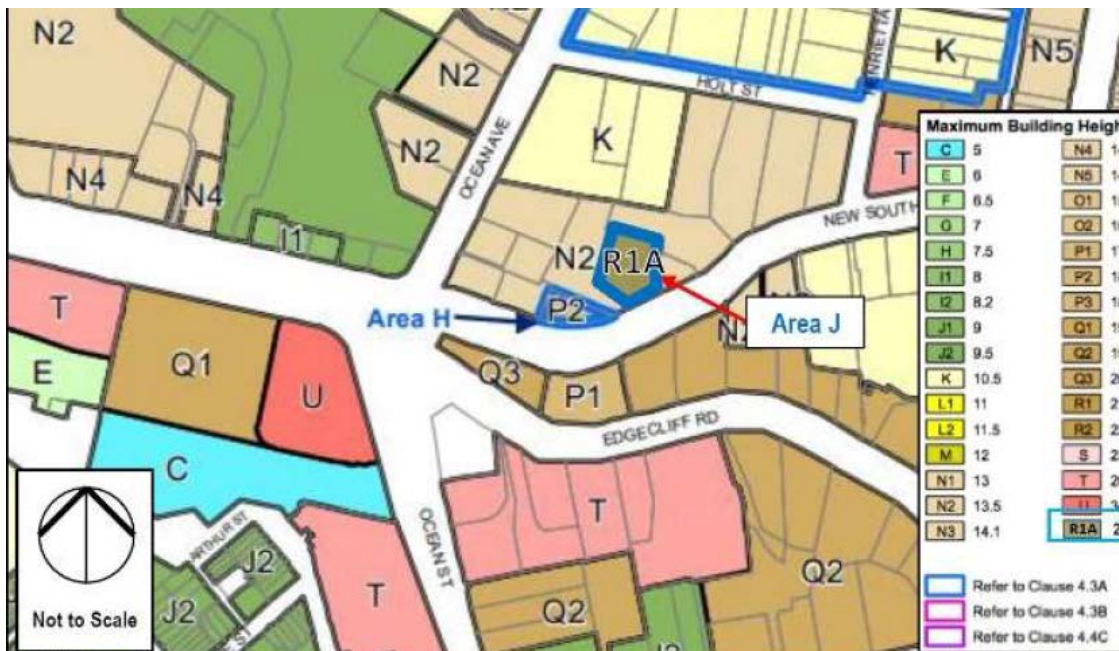 N2
N2
K
N5
HOLT ST
N2
OCEAN AVE
K
N2
T
N4
N4
NEW SOUTH
I1
N2
R1A
T
Area H
P2
Area J
Q1
E
U
Q3
P1
EDGECLIFF RD
C
T
OCEAN ST
ARTHUR ST
J2
Q2
J2
T
Q2
Not to Scale
Maximum Building Heigh
C 5
E 6
F 6.5
G 7
H 7.5
I1 8
I2 8.2
J1 9
J2 9.5
K 10.5
L1 11
L2 11.5
M 12
N1 13
N2 13.5
N3 14.1
N4
N5
O1
O2
P1
P2
P3
Q1
Q2
Q3
R1
R2
S
T
U
R1A
Refer to Clause 4.3A
Refer to Clause 4.3B
Refer to Clause 4.4C